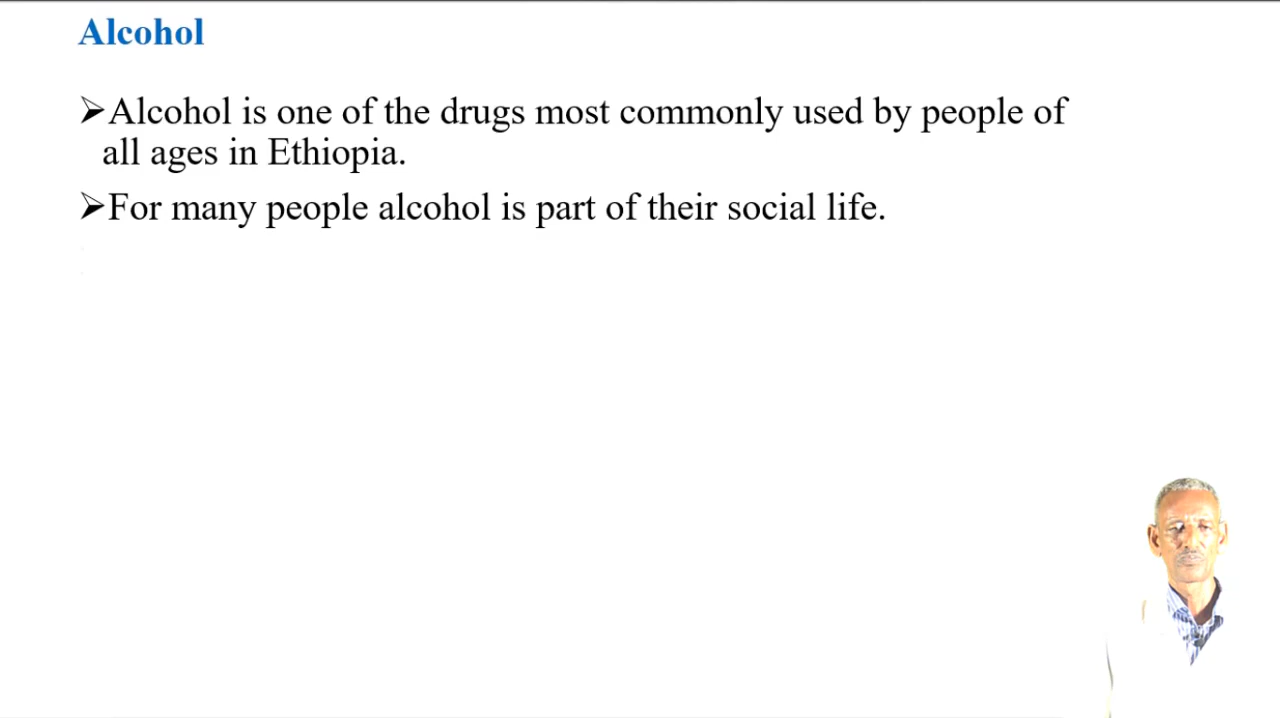 Alcohol
➢Alcohol is one of the drugs most commonly used by people of
all ages in Ethiopia.
➢For many people alcohol is part of their social life.